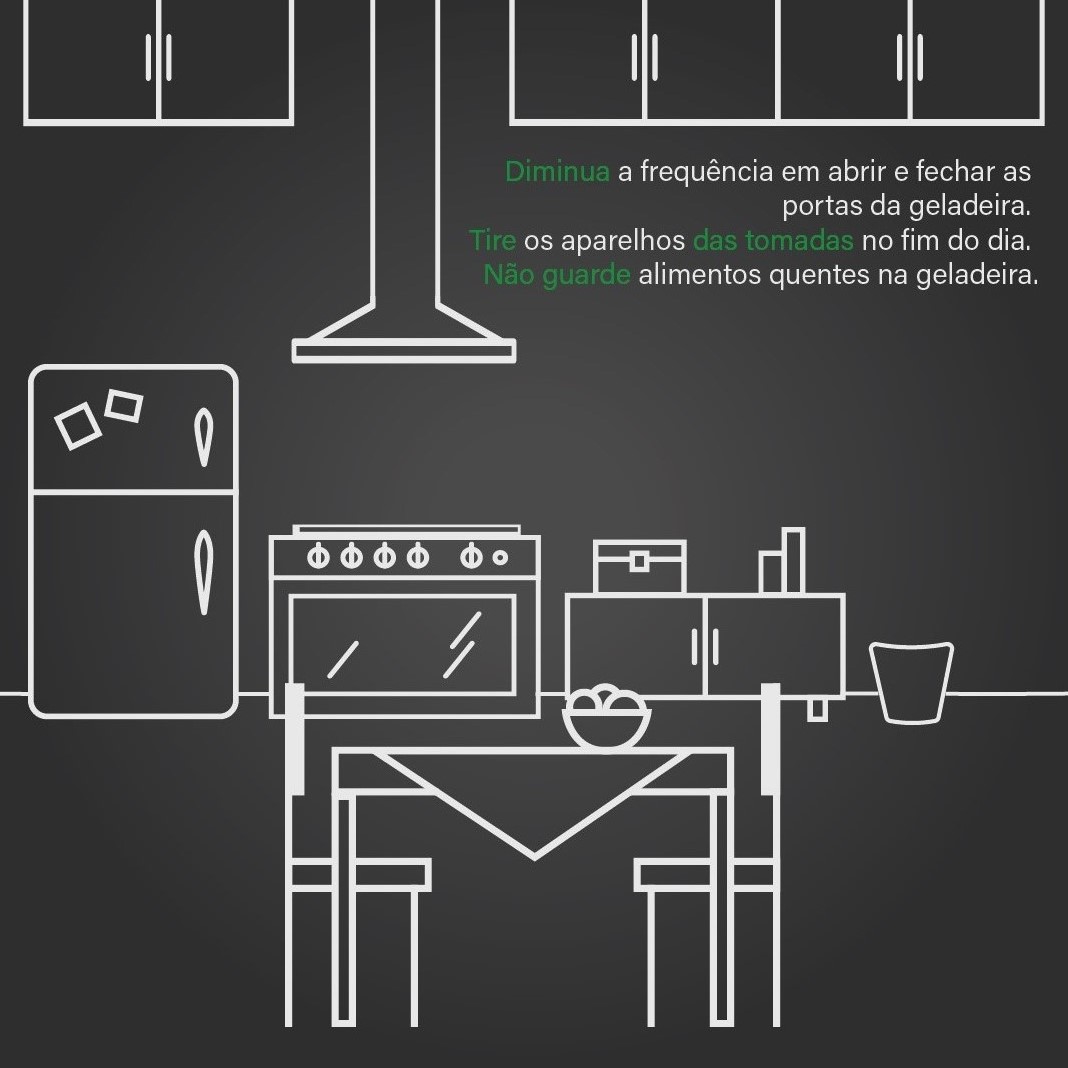 Diminua a frequência em abrir e fechar as
portas da geladeira.
Tire os aparelhos das tomadas no fim do dia.
Não guarde alimentos quentes na geladeira.